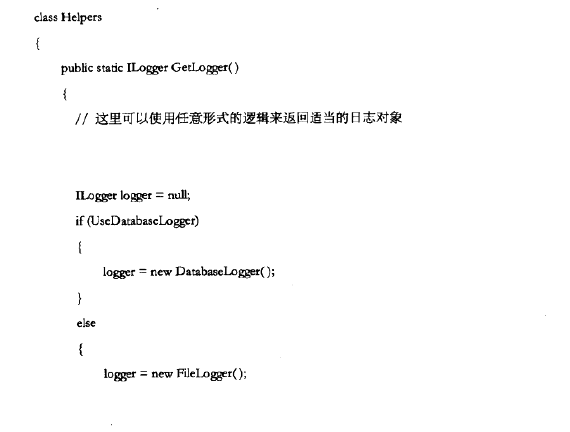 class Helpers
{
public static ILogger GetLogger()
{
// 这里可以使用任意形式的逻辑来返回适当的日志对象
ILogger logger = null;
if (UseDatabaseLogger)
{
logger = new DatabaseLogger();
}
else
{
logger = new FileLogger();